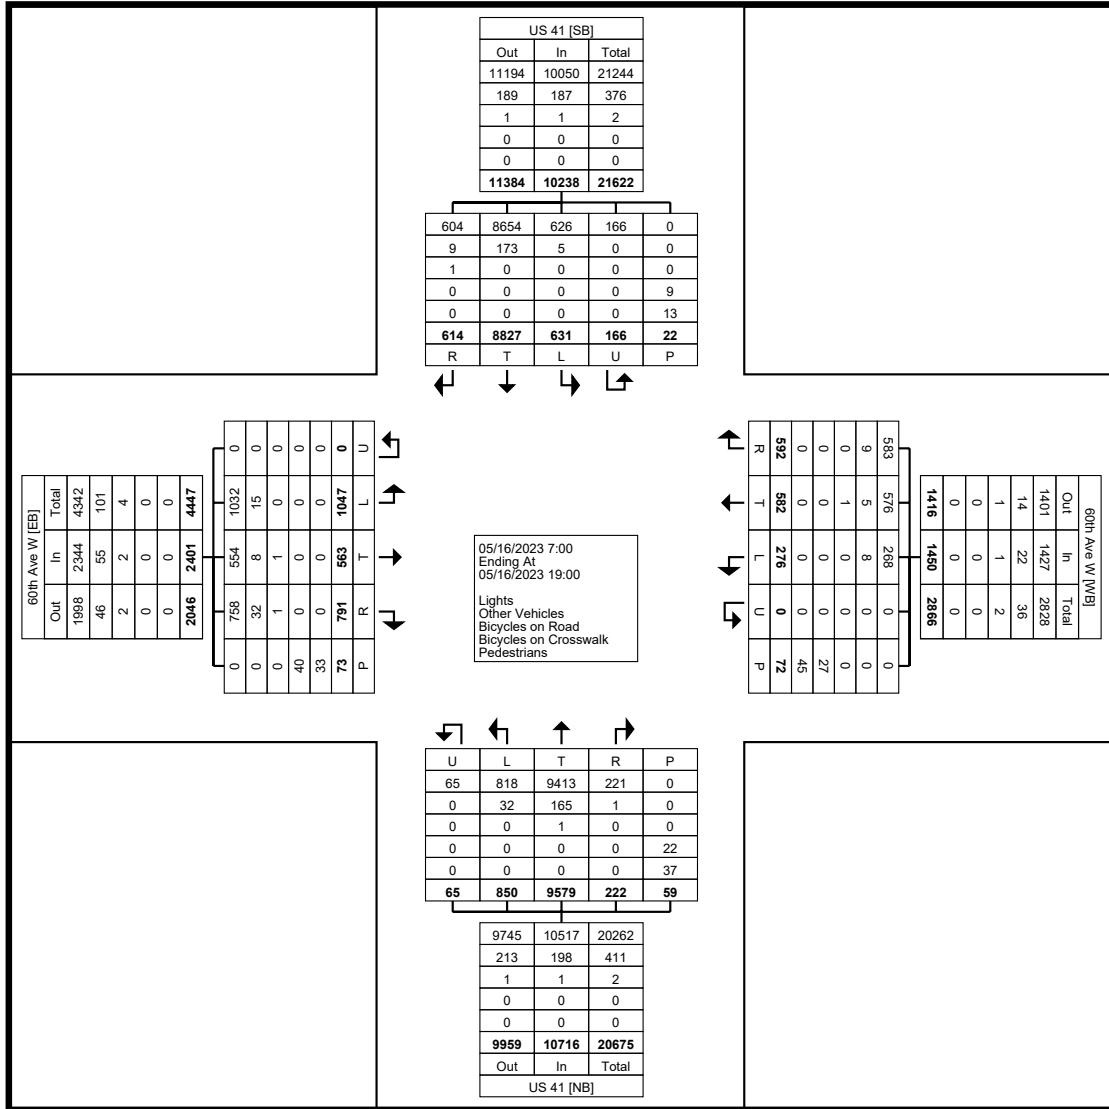 US 41 [SB]
Out In Total
11194 10050 21244
189 187 376
1 1 2
0 0 0
0 0 0
11384 10238 21622
604 8654 626 166 0
9 173 5 0 0
1 0 0 0 0
0 0 0 0 9
0 0 0 0 13
614 8827 631 166 22
R T L U P
60th Ave W [EB]
Total In Out
4342 2344 1998
101 55 46
4 2 2
0 0 0
0 0 0
4447 2401 2046
0 1032 554 758 0
0 15 8 32 0
0 0 1 1 0
0 0 0 0 40
0 0 0 0 33
0 1047 563 791 73
U L T R P
05/16/2023 7:00
Ending At
05/16/2023 19:00
Lights
Other Vehicles
Bicycles on Road
Bicycles on Crosswalk
Pedestrians
60th Ave W [WB]
Out In Total
1401 1427 2828
14 22 36
1 1 2
0 0 0
0 0 0
1416 1450 2866
583 576 268 0 0
9 5 8 0 0
0 1 0 0 0
0 0 0 0 27
0 0 0 0 45
592 582 276 0 72
R T L U P
U L T R P
65 818 9413 221 0
0 32 165 1 0
0 0 1 0 0
0 0 0 0 22
0 0 0 0 37
65 850 9579 222 59
9745 10517 20262
213 198 411
1 1 2
0 0 0
0 0 0
9959 10716 20675
Out In Total
US 41 [NB]